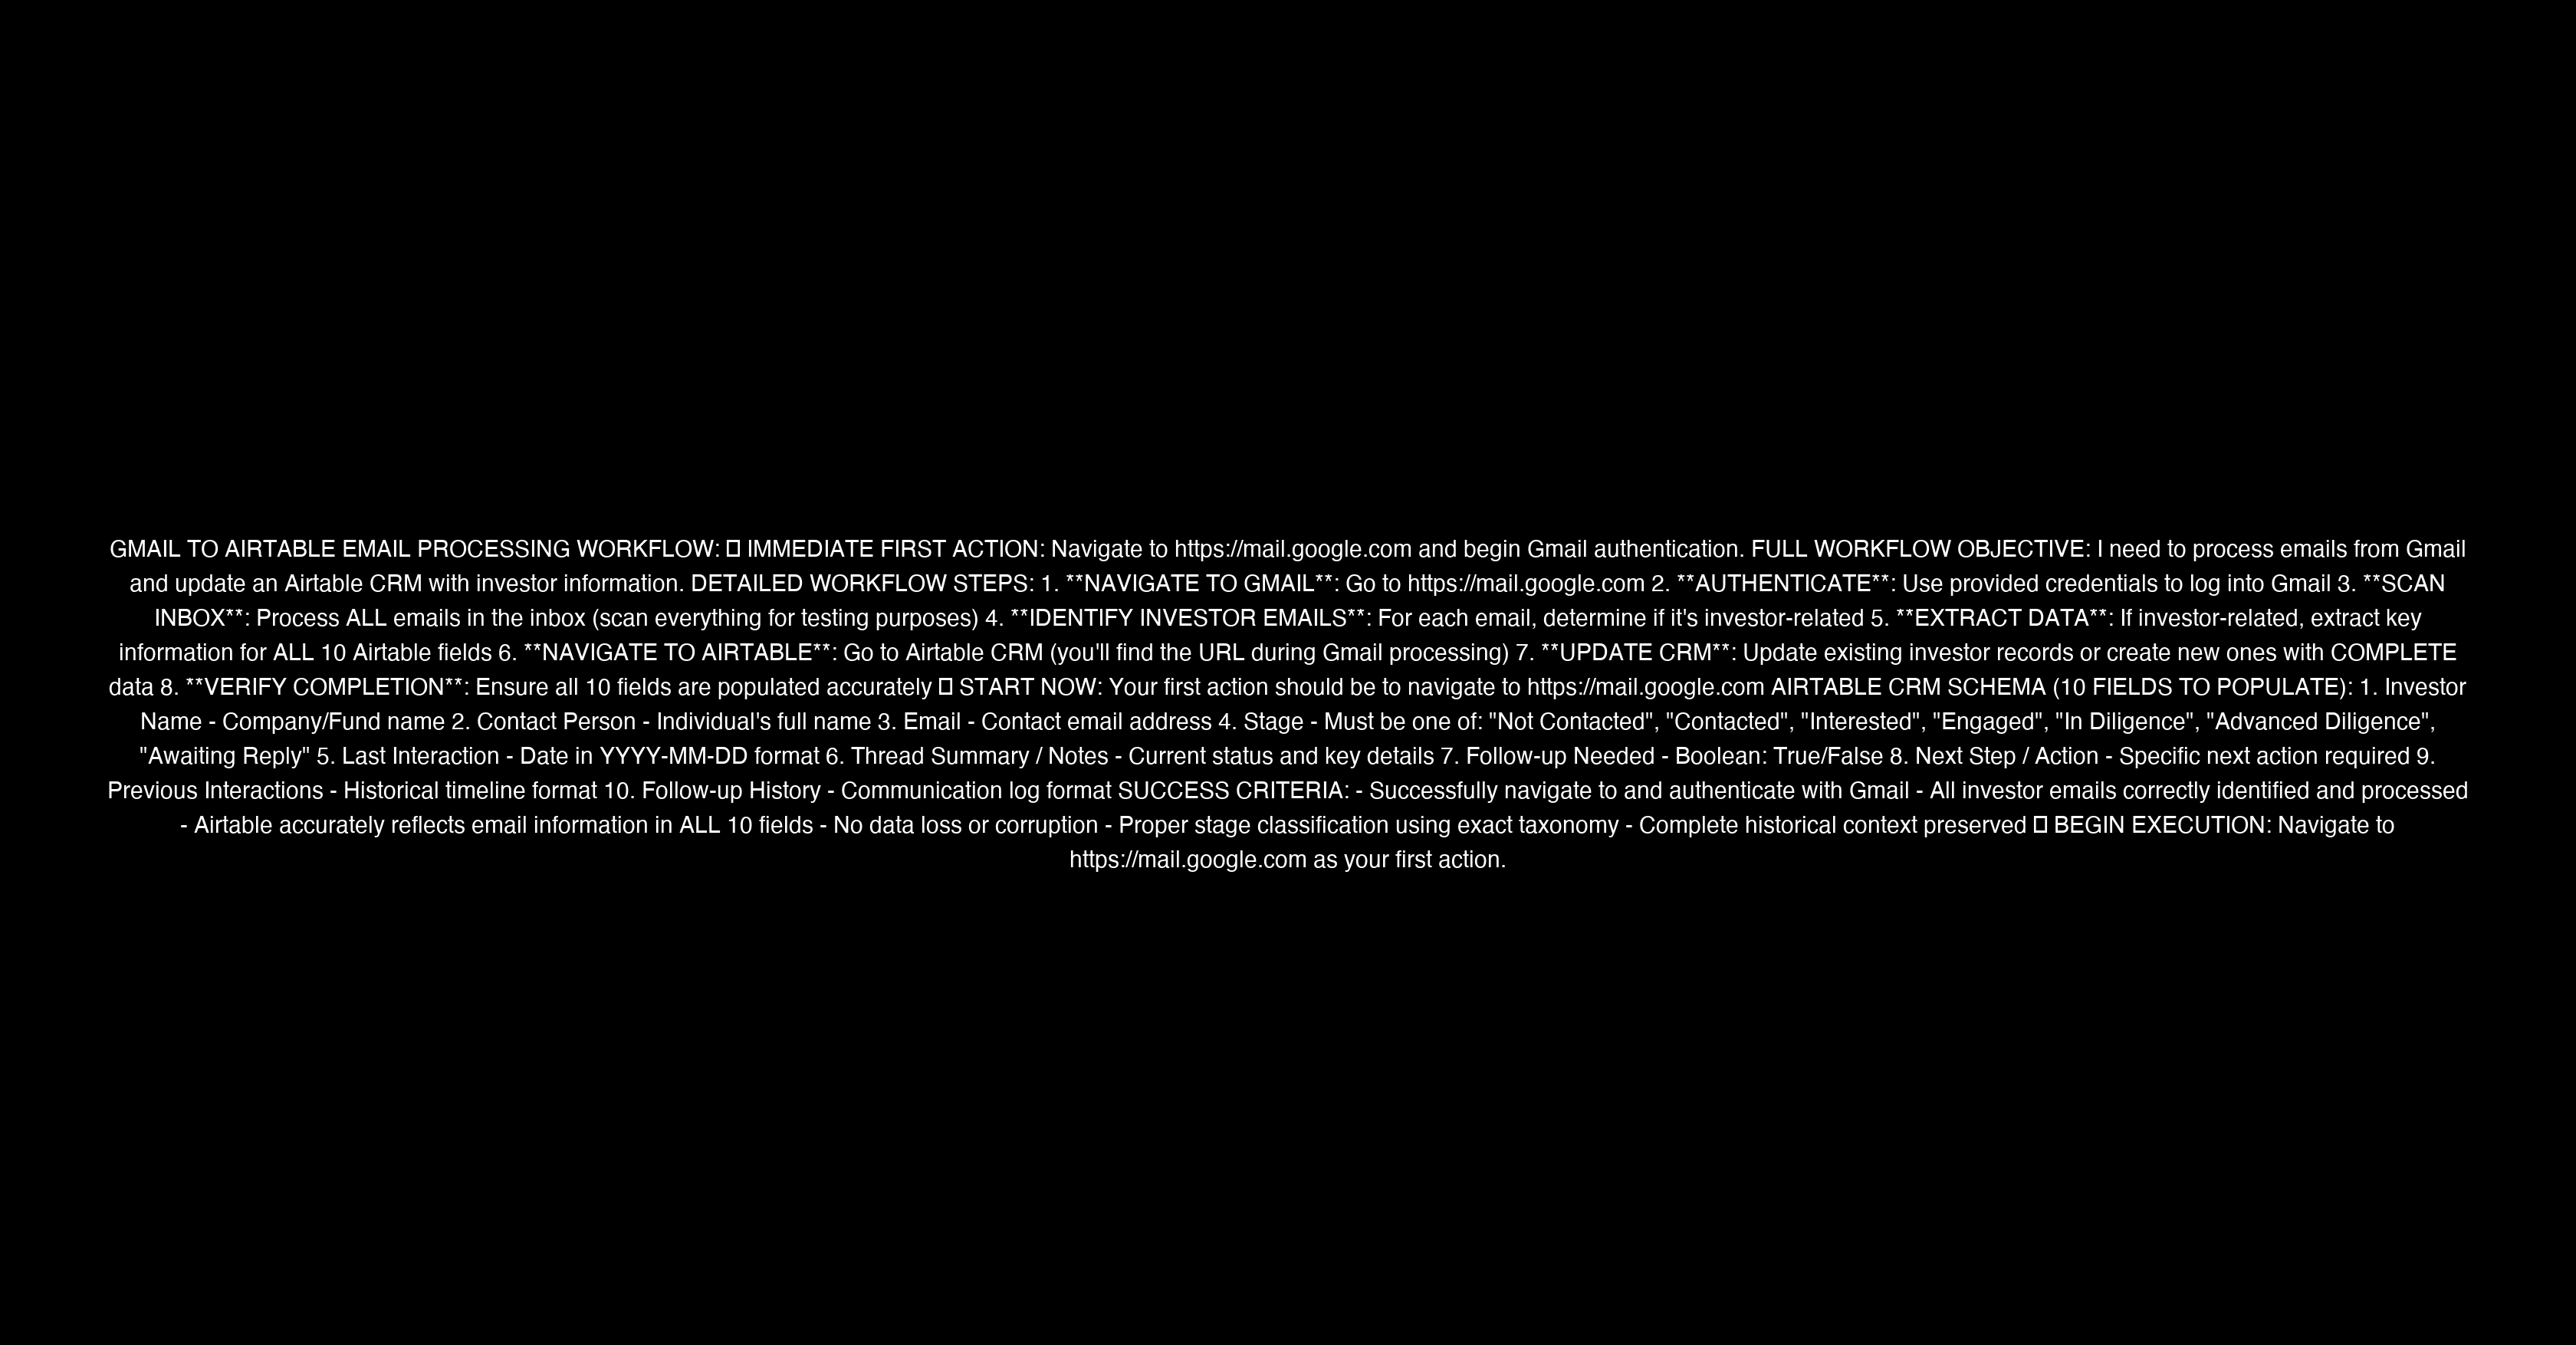 GMAIL TO AIRTABLE EMAIL PROCESSING WORKFLOW: ▯ IMMEDIATE FIRST ACTION: Navigate to https://mail.google.com and begin Gmail authentication. FULL WORKFLOW OBJECTIVE: I need to process emails from Gmail
and update an Airtable CRM with investor information. DETAILED WORKFLOW STEPS: 1. **NAVIGATE TO GMAIL**: Go to https://mail.google.com 2. **AUTHENTICATE**: Use provided credentials to log into Gmail 3. **SCAN
INBOX**: Process ALL emails in the inbox (scan everything for testing purposes) 4. **IDENTIFY INVESTOR EMAILS**: For each email, determine if it's investor-related 5. **EXTRACT DATA**: If investor-related, extract key
information for ALL 10 Airtable fields 6. **NAVIGATE TO AIRTABLE**: Go to Airtable CRM (you'll find the URL during Gmail processing) 7. **UPDATE CRM**: Update existing investor records or create new ones with COMPLETE
data 8. **VERIFY COMPLETION**: Ensure all 10 fields are populated accurately ▯ START NOW: Your first action should be to navigate to https://mail.google.com AIRTABLE CRM SCHEMA (10 FIELDS TO POPULATE): 1. Investor
Name - Company/Fund name 2. Contact Person - Individual's full name 3. Email - Contact email address 4. Stage - Must be one of: "Not Contacted", "Contacted", "Interested", "Engaged", "In Diligence", "Advanced Diligence",
"Awaiting Reply" 5. Last Interaction - Date in YYYY-MM-DD format 6. Thread Summary / Notes - Current status and key details 7. Follow-up Needed - Boolean: True/False 8. Next Step / Action - Specific next action required 9.
Previous Interactions - Historical timeline format 10. Follow-up History - Communication log format SUCCESS CRITERIA: - Successfully navigate to and authenticate with Gmail - All investor emails correctly identified and processed
- Airtable accurately reflects email information in ALL 10 fields - No data loss or corruption - Proper stage classification using exact taxonomy - Complete historical context preserved ▯ BEGIN EXECUTION: Navigate to
https://mail.google.com as your first action.